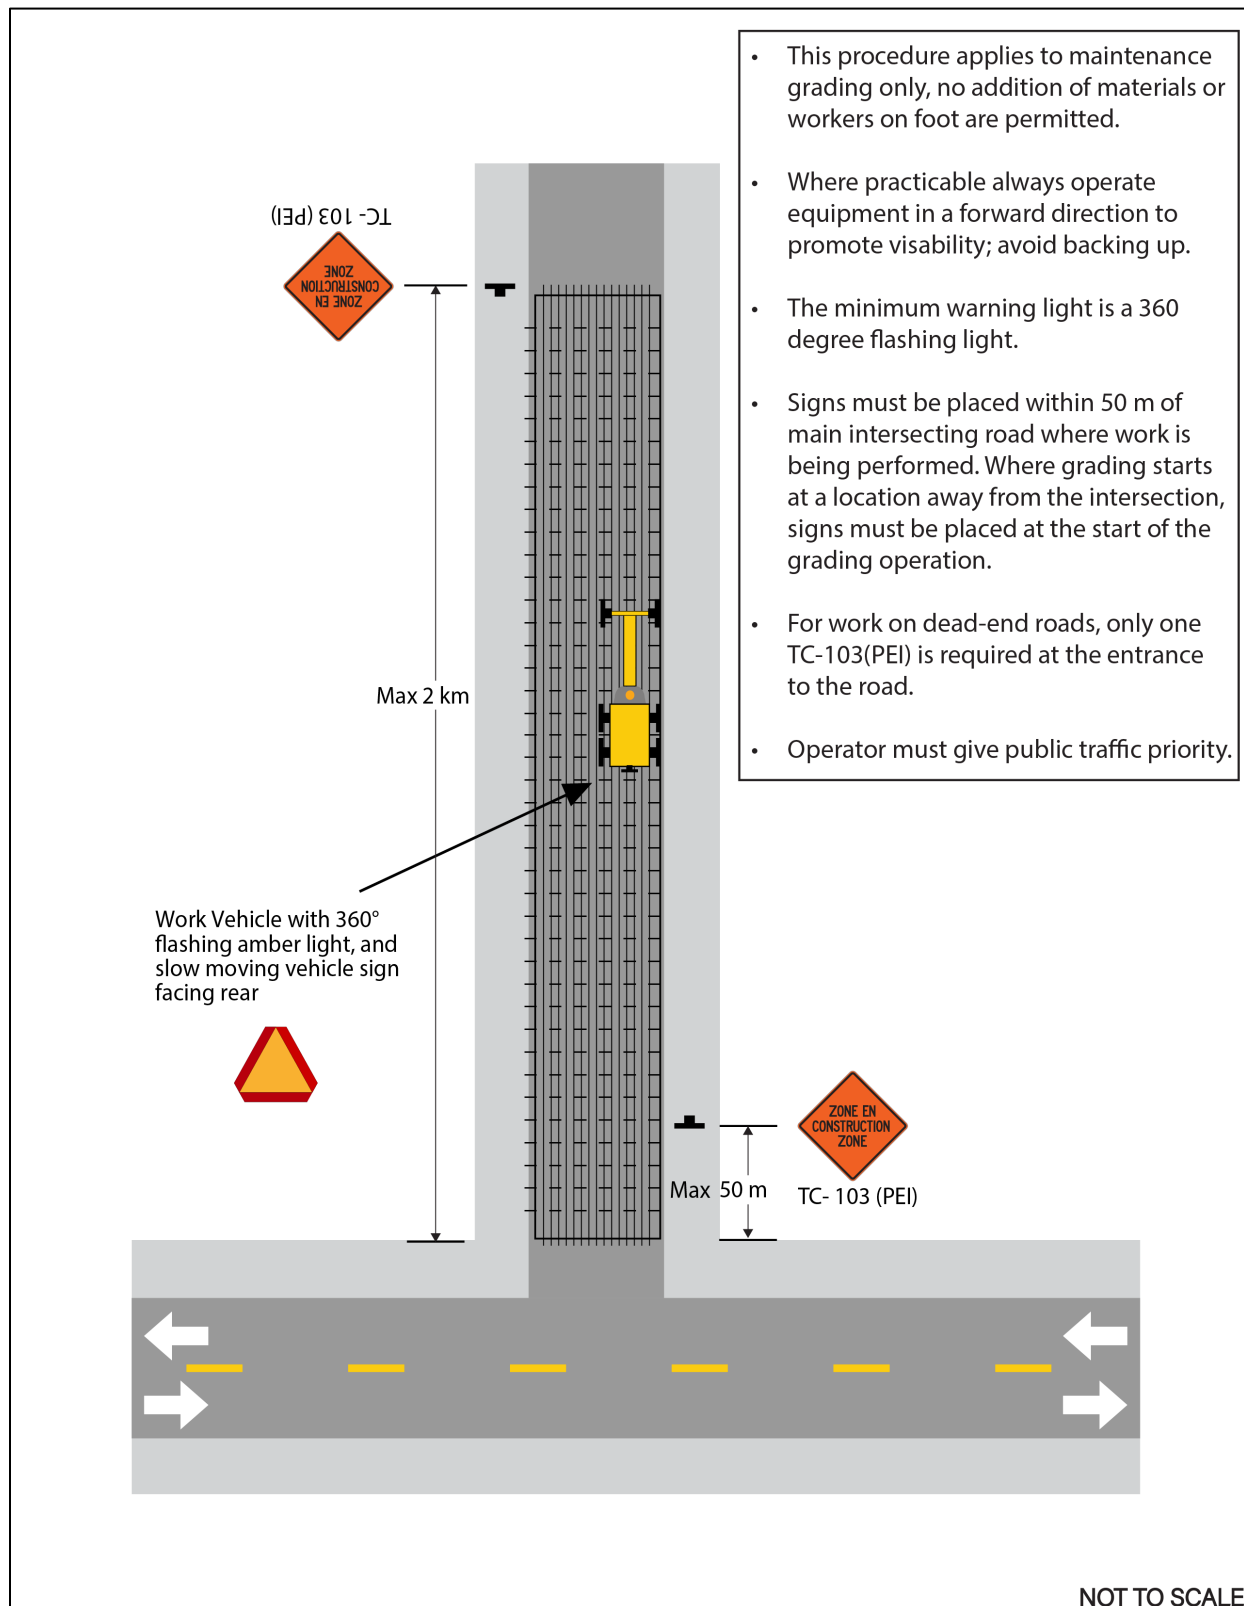 • This procedure applies to maintenance
grading only, no addition of materials or
workers on foot are permitted.
• Where practicable always operate
equipment in a forward direction to
promote visability; avoid backing up.
• The minimum warning light is a 360
degree flashing light.
• Signs must be placed within 50 m of
main intersecting road where work is
being performed. Where grading starts
at a location away from the intersection,
signs must be placed at the start of the
grading operation.
• For work on dead-end roads, only one
TC-103(PEI) is required at the entrance
to the road.
• Operator must give public traffic priority.
TC- 103 (PEI)
ZONE EN
CONSTRUCTION
ZONE
Max 2 km
Work Vehicle with 360°
flashing amber light, and
slow moving vehicle sign
facing rear
ZONE EN
CONSTRUCTION
ZONE
Max 50 m
TC- 103 (PEI)
NOT TO SCALE